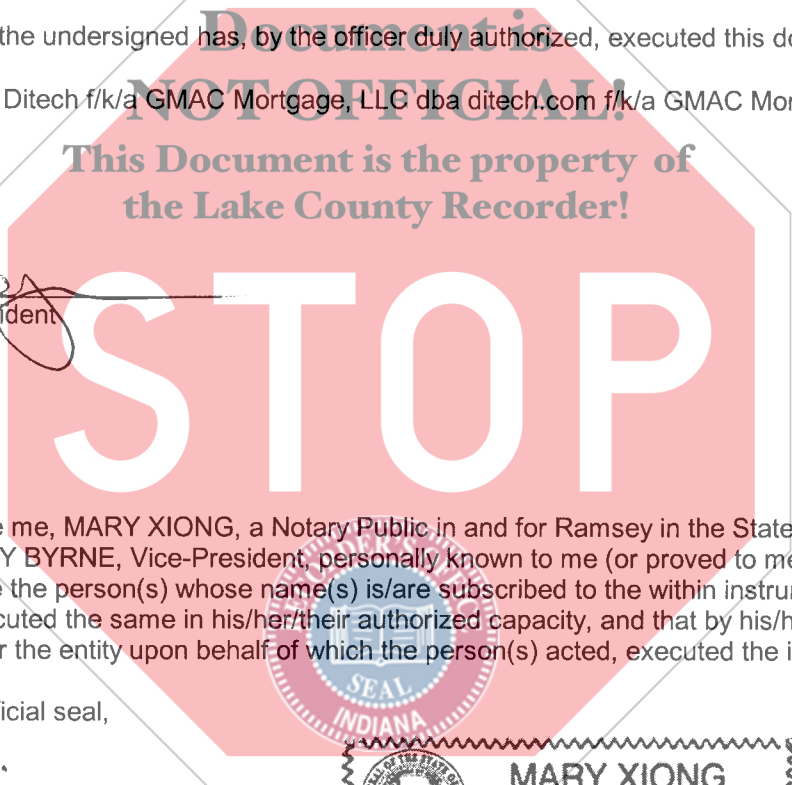 Document is
the undersigned has, by the officer duly authorized, executed this do
NOT OFFICIAL!
Ditech f/k/a GMAC Mortgage, LLC dba ditech.com f/k/a GMAC Mor
This Document is the property of
the Lake County Recorder!
ident
STOP
e me, MARY XIONG, a Notary Public in and for Ramsey in the State
Y BYRNE, Vice-President, personally known to me (or proved to me
e the person(s) whose name(s) is/are subscribed to the within instru
cuted the same in his/her/their authorized capacity, and that by his/h
r the entity upon behalf of which the person(s) acted, executed the i
SEAL
INDIANA
icial seal,
MARY XIONG